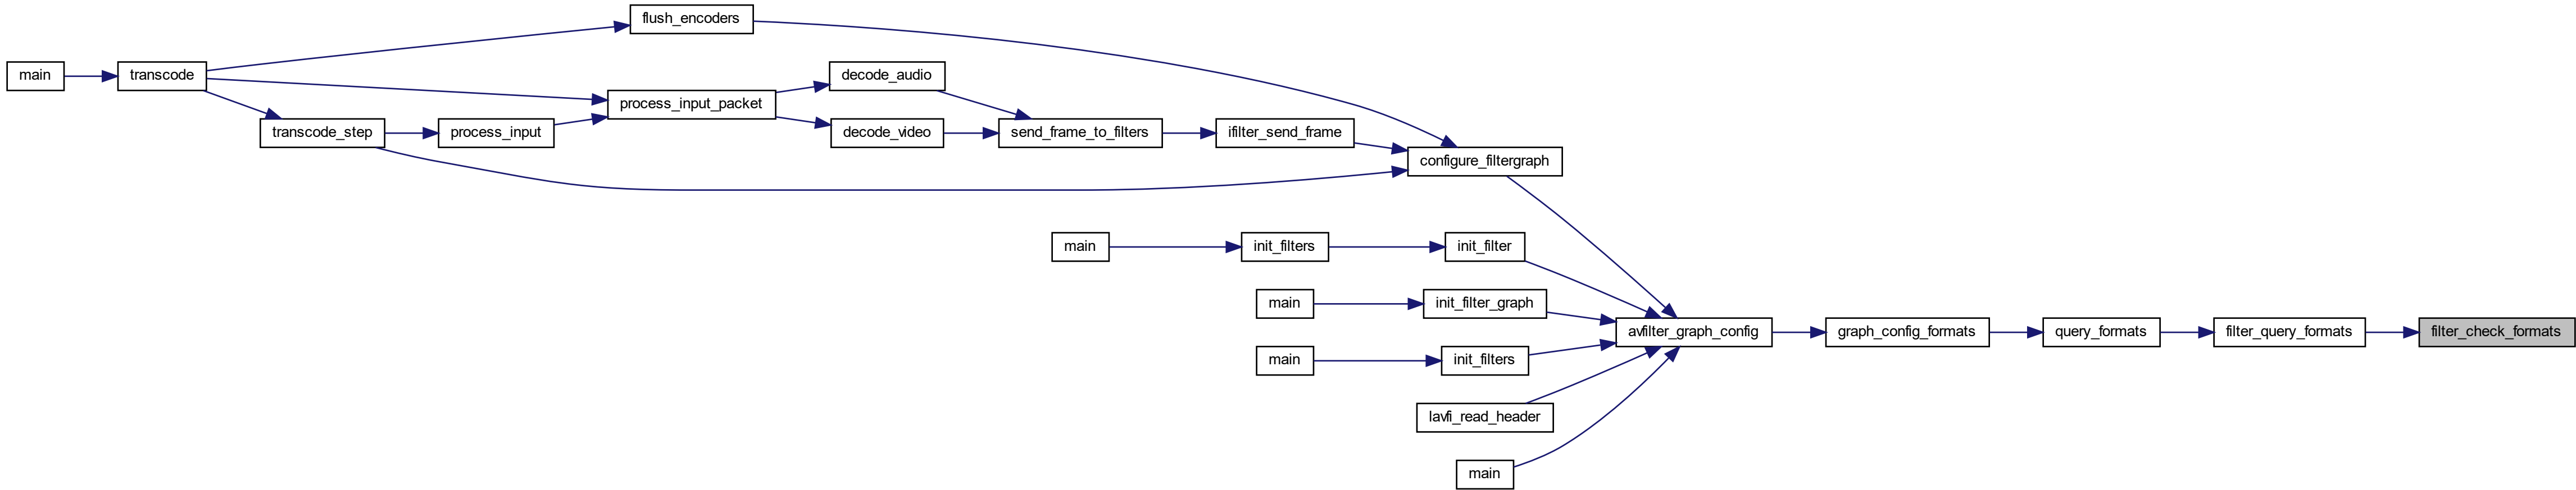 flush_encoders
main
transcode
decode_audio
process_input_packet
transcode_step
process_input
decode_video
send_frame_to_filters
ifilter_send_frame
configure_filtergraph
main
init_filters
init_filter
main
init_filter_graph
avfilter_graph_config
graph_config_formats
query_formats
filter_query_formats
filter_check_formats
main
init_filters
lavfi_read_header
main